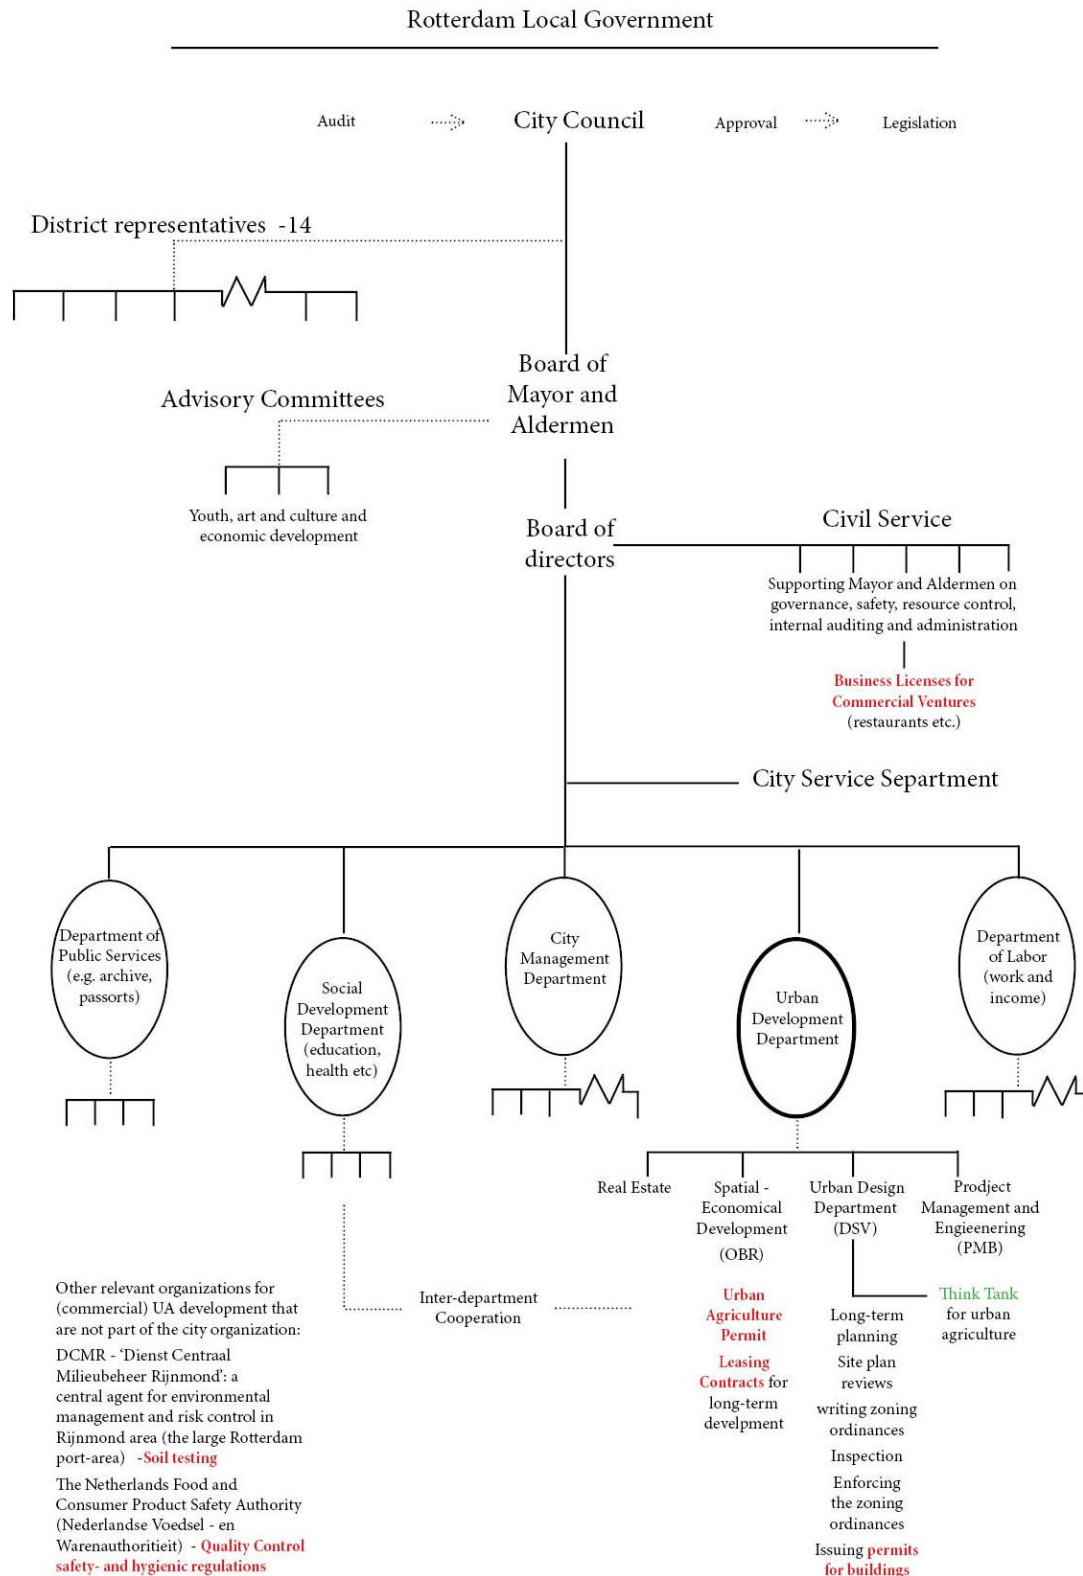 Rotterdam Local Government
Audit
City Council
Approval
Legislation
District representatives -14
Board of
Mayor and
Aldermen
Advisory Committees
Youth, art and culture and
economic development
Board of
directors
Civil Service
Supporting Mayor and Aldermen on
governance, safety, resource control,
internal auditing and administration
Business Licenses for
Commercial Ventures
(restaurants etc.)
City Service Separtment
Department of
Public Services
(e.g. archive,
passorts)
Social
Development
Department
(education,
health etc)
City
Management
Department
Urban
Development
Department
Department
of Labor
(work and
income)
Real Estate
Spatial -
Economical
Development
(OBR)
Urban Design
Department
(DSV)
Prodject
Management and
Engieenering
(PMB)
Inter-department
Cooperation
Urban
Agriculture
Permit
Leasing
Contracts for
long-term
develpment
Long-term
planning
Site plan
reviews
writing zoning
ordinances
Inspection
Enforcing
the zoning
ordinances
Issuing permits
for buildings
Think Tank
for urban
agriculture
Other relevant organizations for
(commercial) UA development that
are not part of the city organization:
DCMR - ‘Dienst Centraal
Milieubeheer Rijnmond’: a
central agent for environmental
management and risk control in
Rijnmond area (the large Rotterdam
port-area) -Soil testing
The Netherlands Food and
Consumer Product Safety Authority
(Nederlandse Voedsel - en
Warenauthoritieit) - Quality Control
safety- and hygienic regulations